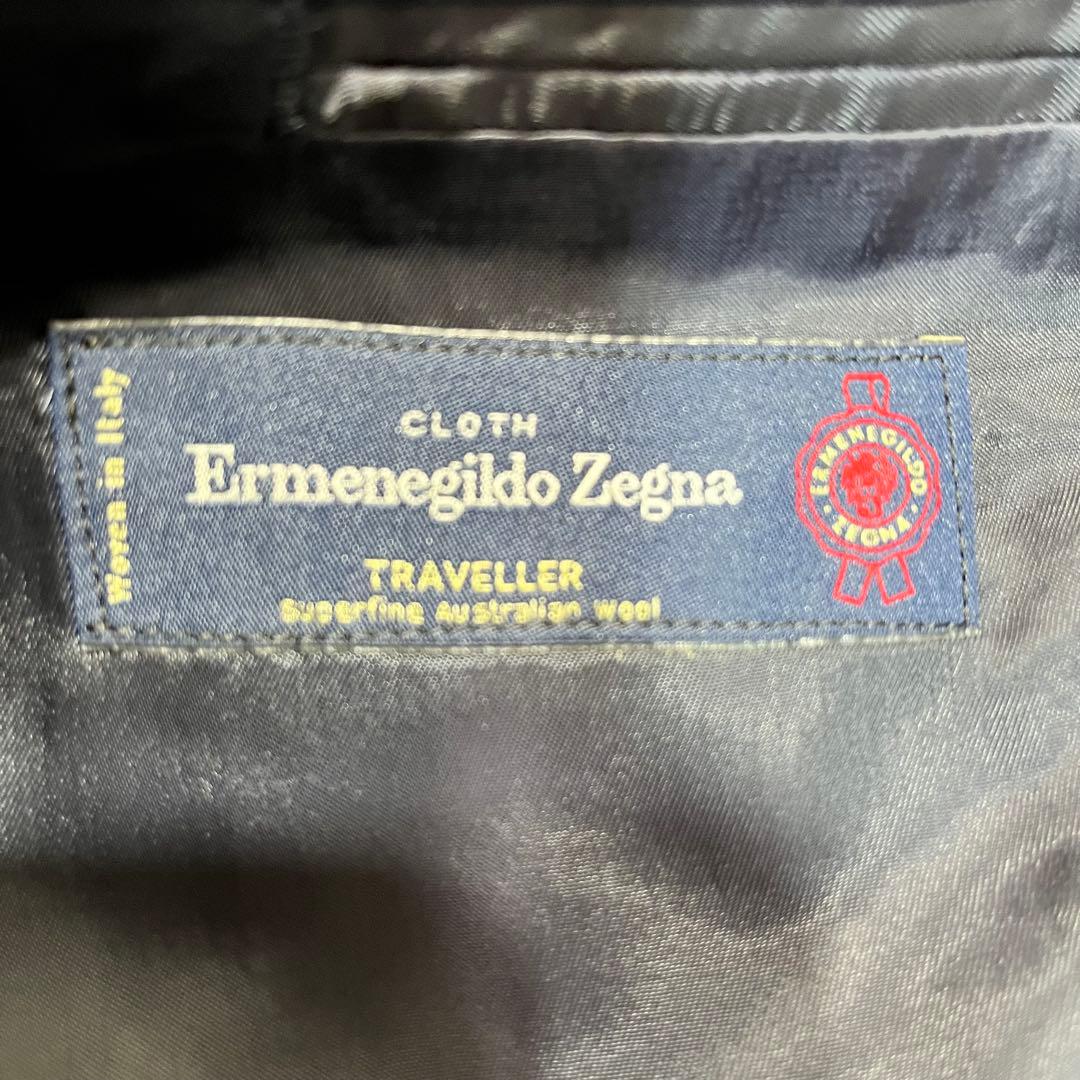 Woven in Italy
CLOTH
Ermenegildo Zegna
TRAVELLER
Superfine Australian Wool
ERMENEGILDO
· ZEGNA ·